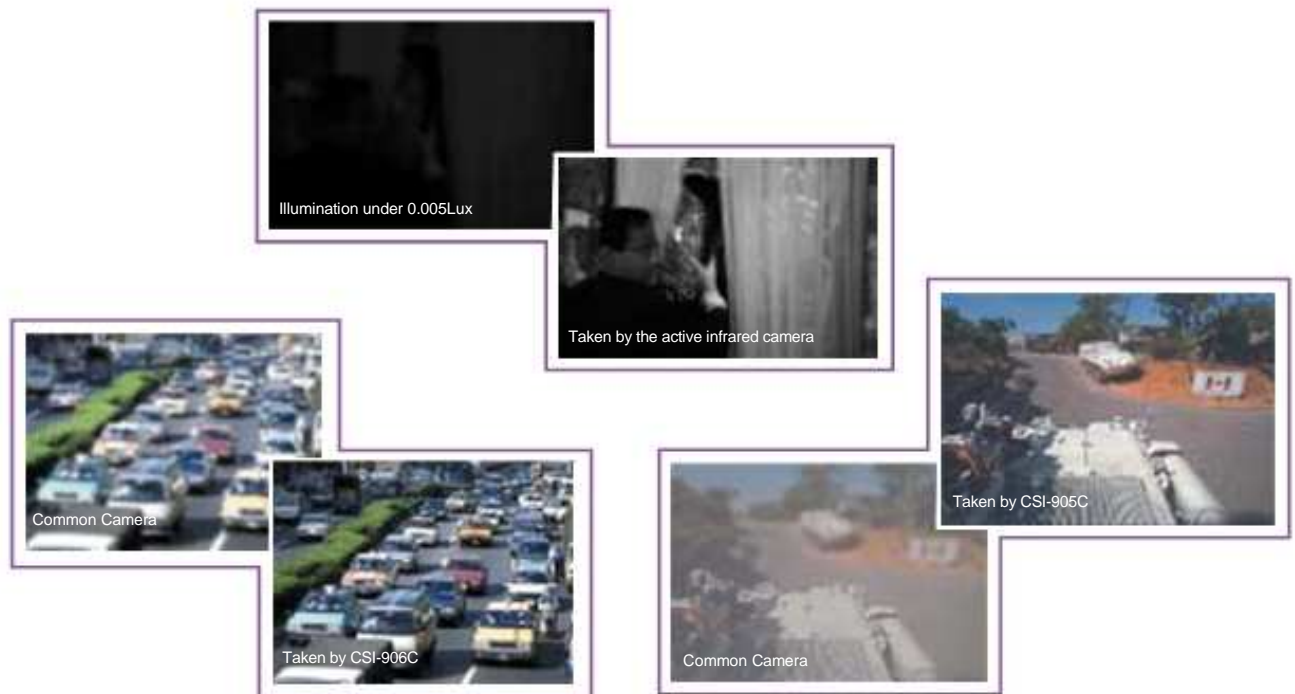 Illumination under 0.005Lux
Taken by the active infrared camera
Common Camera
Taken by CSI-906C
Taken by CSI-905C
Common Camera